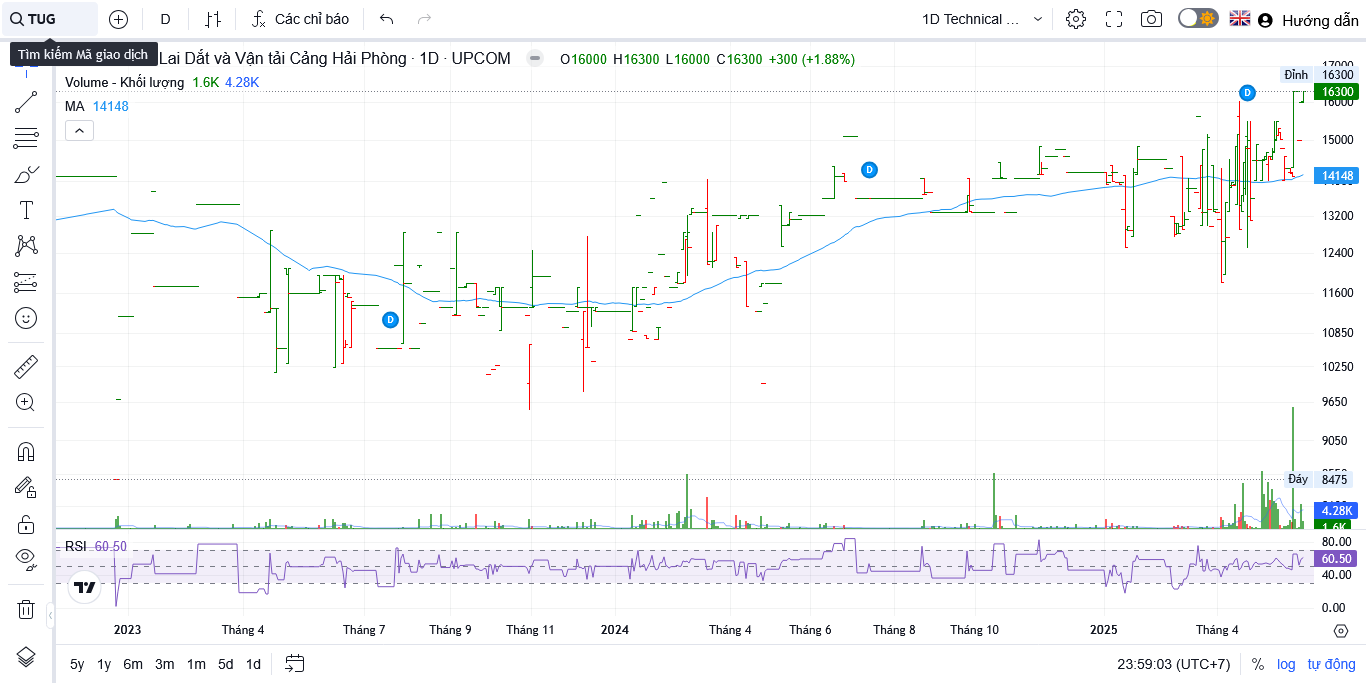 TUG
D
Các chỉ báo
1D Technical ...
Hướng dẫn
Tìm kiếm Mã giao dịch
Lai Dắt và Vận tải Cảng Hải Phòng · 1D · UPCOM
O16000 H16300 L16000 C16300 +300 (+1.88%)
Volume - Khối lượng 1.6K 4.28K
MA 14148
17000
Đỉnh 16300
16300
16000
15000
14148
13200
12400
11600
10850
10250
9650
9050
Đáy 8475
4.28K
1.6K
D
D
D
RSI 60.50
80.00
60.50
40.00
0.00
2023 Tháng 4 Tháng 7 Tháng 9 Tháng 11 2024 Tháng 4 Tháng 6 Tháng 8 Tháng 10 2025 Tháng 4
5y 1y 6m 3m 1m 5d 1d
23:59:03 (UTC+7) % log tự động